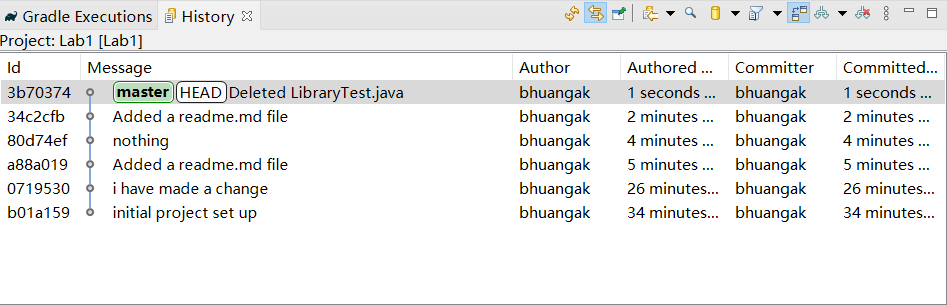 Gradle Executions History
Project: Lab1 [Lab1]
Id Message Author Authored ... Committer Committed...
3b70374 master HEAD Deleted LibraryTest.java bhuangak 1 seconds ... bhuangak 1 seconds ...
34c2cfb Added a readme.md file bhuangak 2 minutes ... bhuangak 2 minutes ...
80d74ef nothing bhuangak 4 minutes ... bhuangak 4 minutes ...
a88a019 Added a readme.md file bhuangak 5 minutes ... bhuangak 5 minutes ...
0719530 i have made a change bhuangak 26 minutes... bhuangak 26 minutes...
b01a159 initial project set up bhuangak 34 minutes... bhuangak 34 minutes...